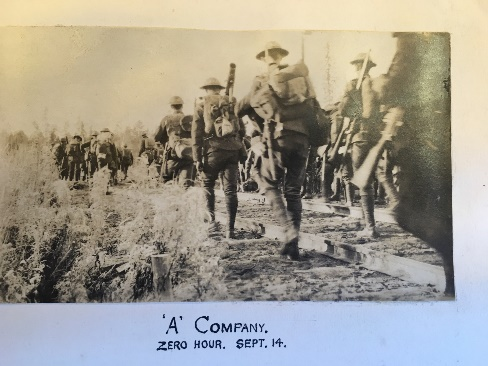 'A' COMPANY.
ZERO HOUR. SEPT. 14.